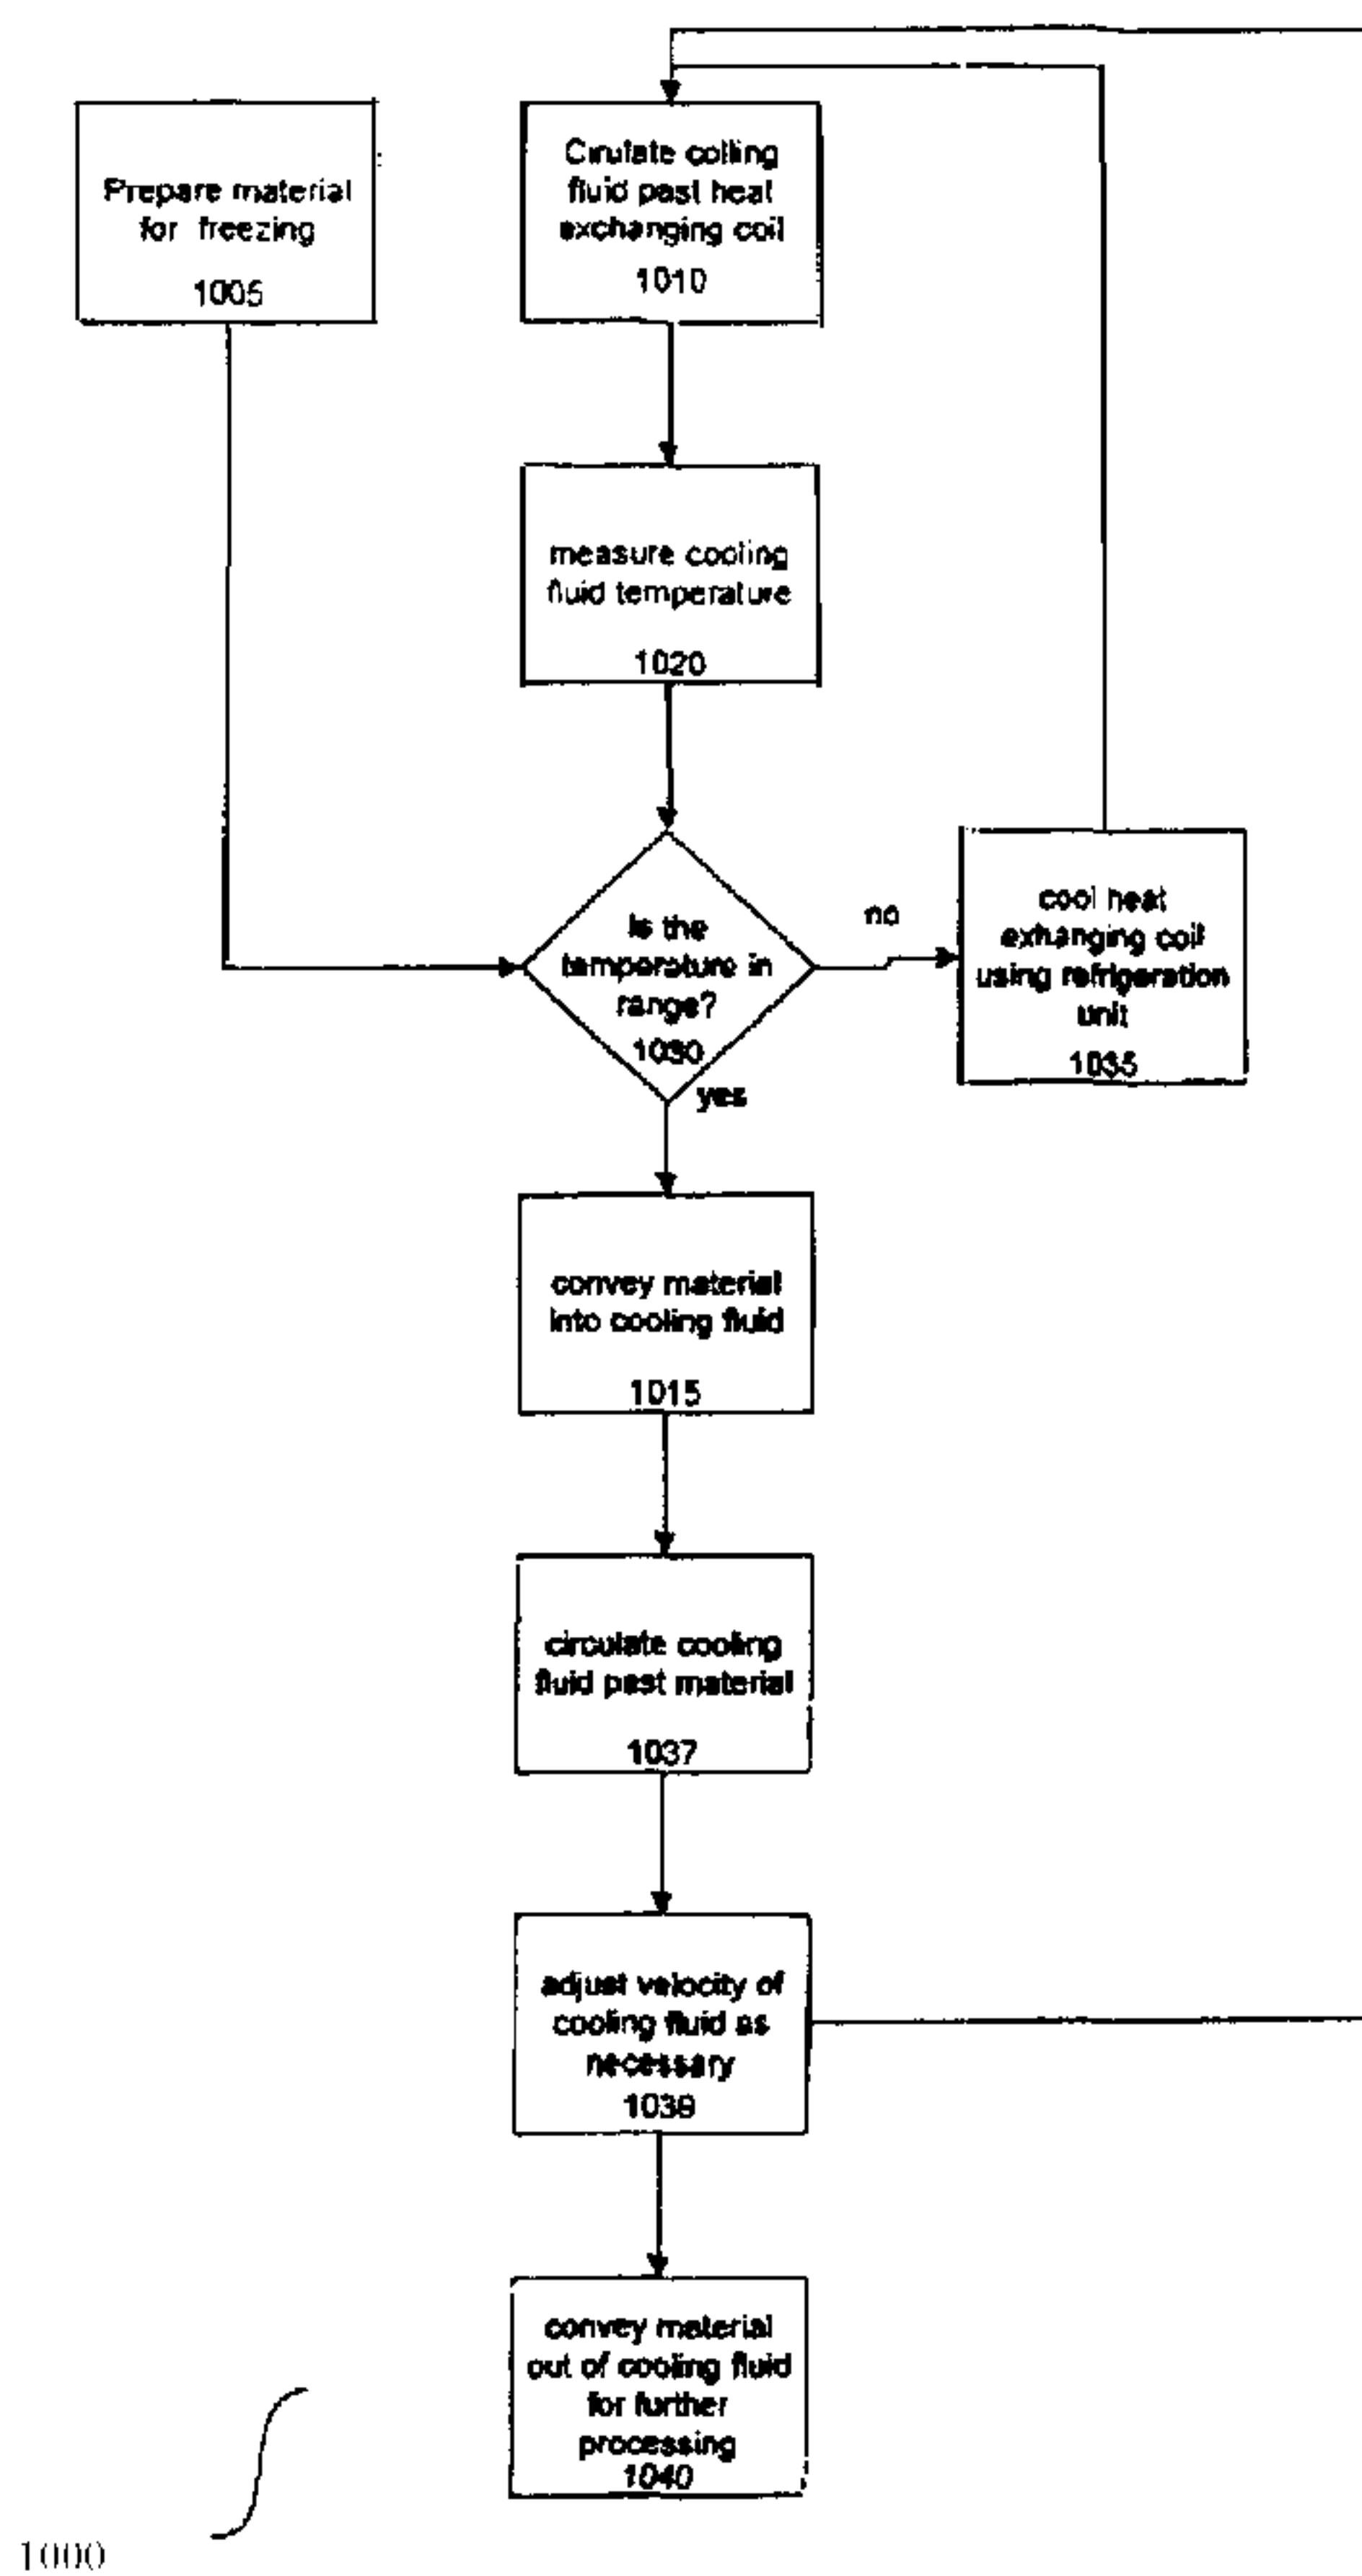 Prepare material
for freezing
1005
Cirulate colling
fluid past heat
exchanging coil
1010
measure cooling
fluid temperature
1020
Is the
temperature in
range?
1030
no
yes
cool heat
exhanging coil
using refrigeration
unit
1035
convey material
into cooling fluid
1015
circulate cooling
fluid past material
1037
adjust velocity of
cooling fluid as
necessary
1039
convey material
out of cooling fluid
for further
processing
1040
1000